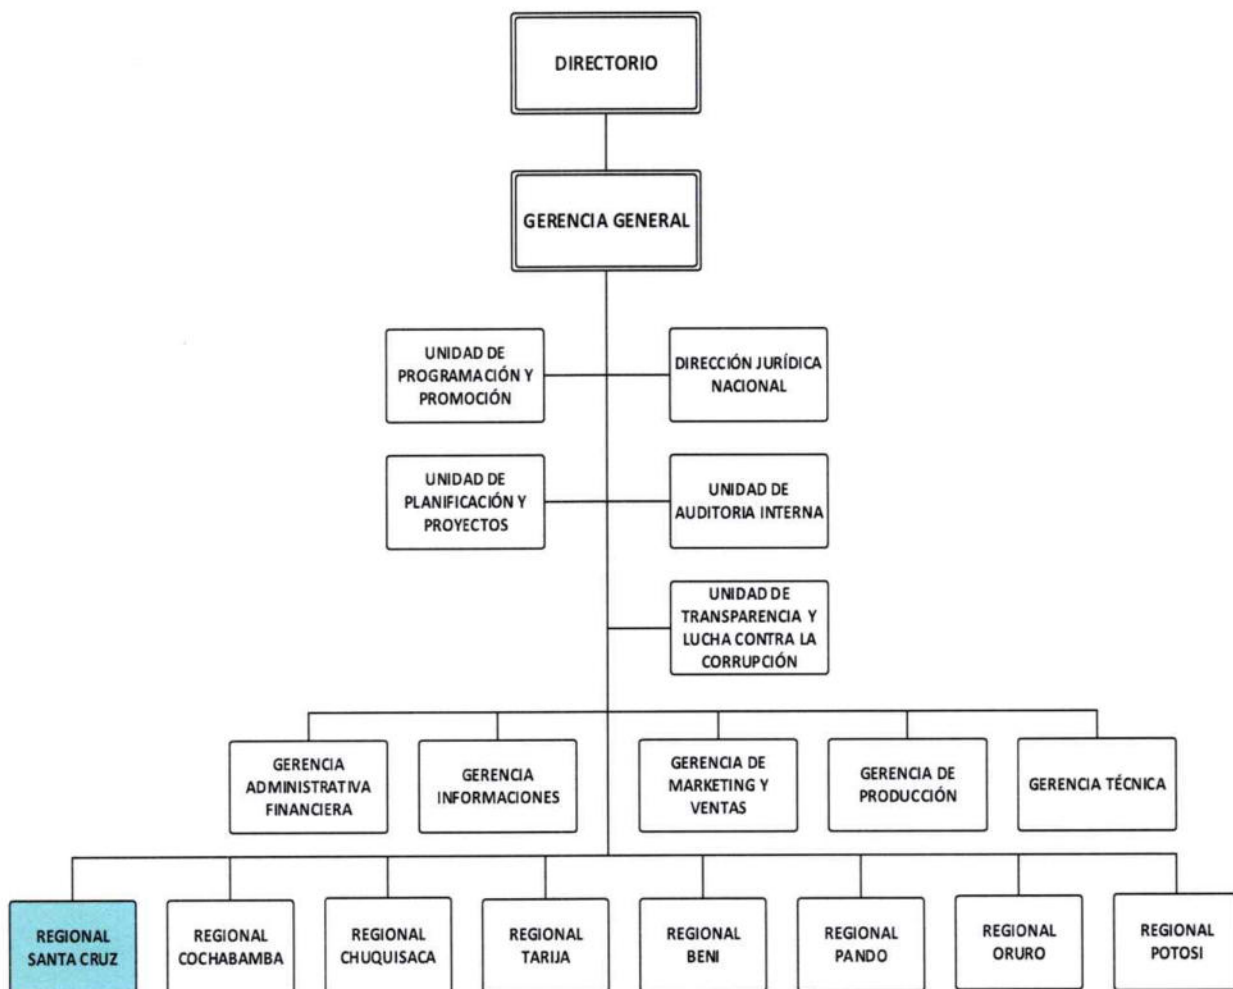 DIRECTORIO
GERENCIA GENERAL
UNIDAD DE
PROGRAMACIÓN Y
PROMOCIÓN
DIRECCIÓN JURÍDICA
NACIONAL
UNIDAD DE
PLANIFICACIÓN Y
PROYECTOS
UNIDAD DE
AUDITORIA INTERNA
UNIDAD DE
TRANSPARENCIA Y
LUCHA CONTRA LA
CORRUPCIÓN
GERENCIA
ADMINISTRATIVA
FINANCIERA
GERENCIA
INFORMACIONES
GERENCIA DE
MARKETING Y
VENTAS
GERENCIA DE
PRODUCCIÓN
GERENCIA TÉCNICA
REGIONAL
SANTA CRUZ
REGIONAL
COCHABAMBA
REGIONAL
CHUQUISACA
REGIONAL
TARIJA
REGIONAL
BENI
REGIONAL
PANDO
REGIONAL
ORURO
REGIONAL
POTOSI